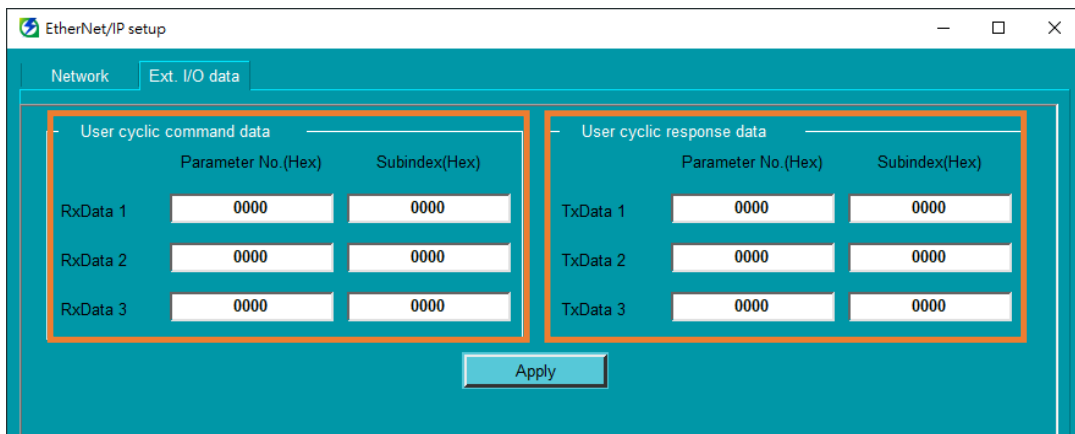 EtherNet/IP setup
Network Ext. I/O data
User cyclic command data
Parameter No.(Hex) Subindex(Hex)
RxData 1 0000 0000
RxData 2 0000 0000
RxData 3 0000 0000
User cyclic response data
Parameter No.(Hex) Subindex(Hex)
TxData 1 0000 0000
TxData 2 0000 0000
TxData 3 0000 0000
Apply